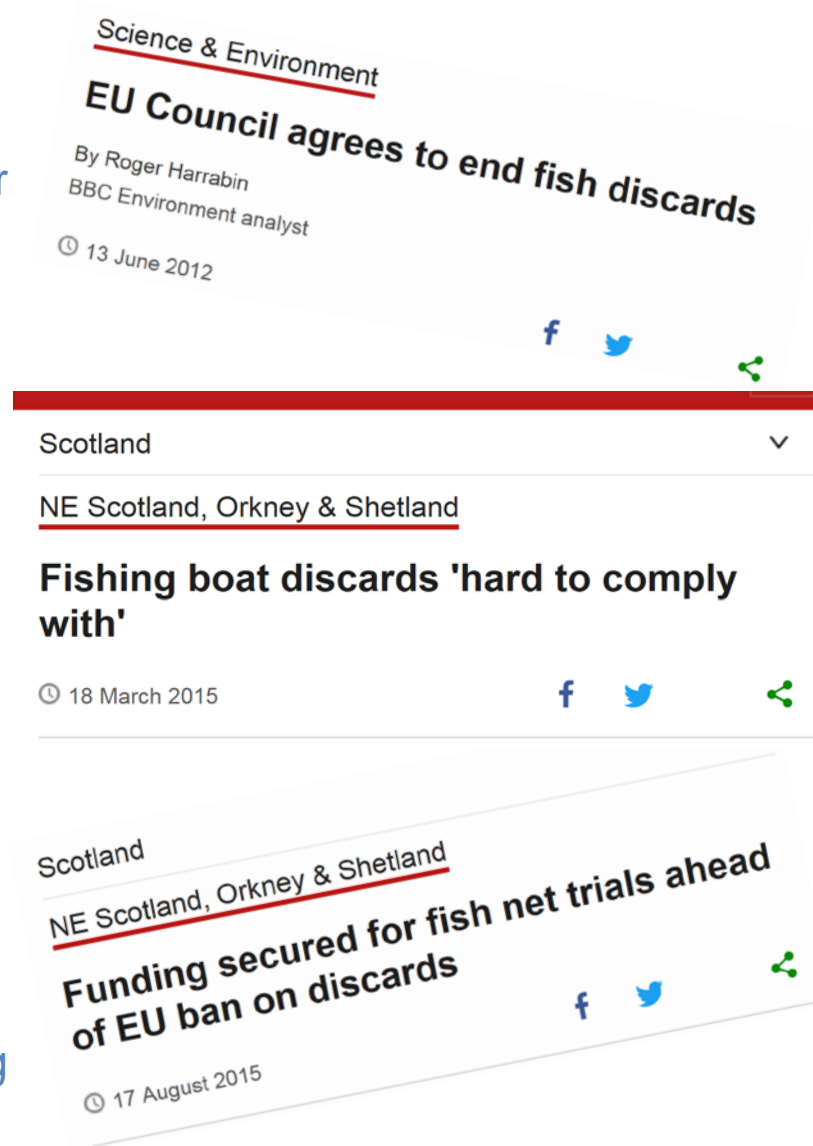 Science & Environment
EU Council agrees to end fish discards
By Roger Harrabin
BBC Environment analyst
13 June 2012
Scotland
NE Scotland, Orkney & Shetland
Fishing boat discards 'hard to comply
with'
18 March 2015
Scotland
NE Scotland, Orkney & Shetland
Funding secured for fish net trials ahead
of EU ban on discards
17 August 2015